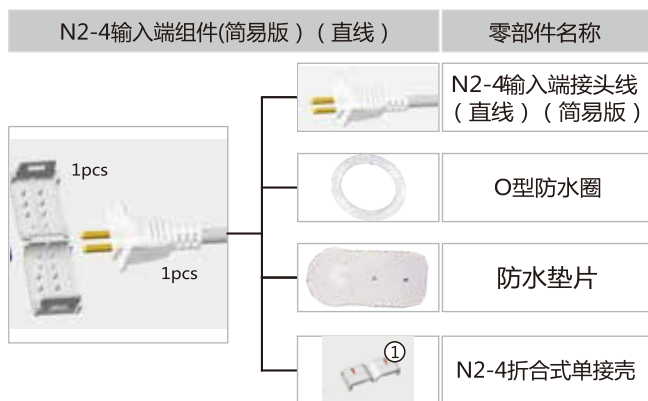 N2-4输入端组件(简易版)(直线)
零部件名称
1pcs
1pcs
N2-4输入端接头线
(直线)(简易版)
O型防水圈
防水垫片
①
N2-4折合式单接壳